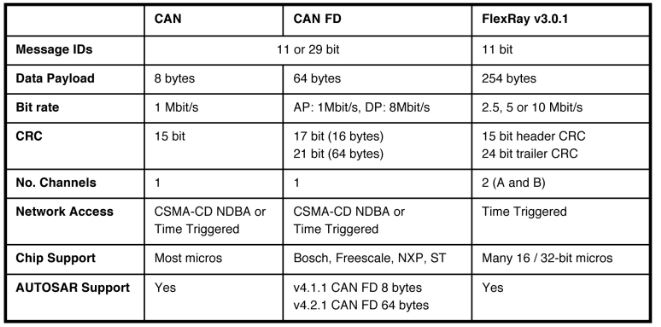 CAN CAN FD FlexRay v3.0.1
Message IDs 11 or 29 bit 11 bit
Data Payload 8 bytes 64 bytes 254 bytes
Bit rate 1 Mbit/s AP: 1Mbit/s, DP: 8Mbit/s 2.5, 5 or 10 Mbit/s
CRC 15 bit 17 bit (16 bytes) 15 bit header CRC
21 bit (64 bytes) 24 bit trailer CRC
No. Channels 1 1 2 (A and B)
Network Access CSMA-CD NDBA or CSMA-CD NDBA or Time Triggered
Time Triggered Time Triggered
Chip Support Most micros Bosch, Freescale, NXP, ST Many 16 / 32-bit micros
AUTOSAR Support Yes v4.1.1 CAN FD 8 bytes Yes
v4.2.1 CAN FD 64 bytes